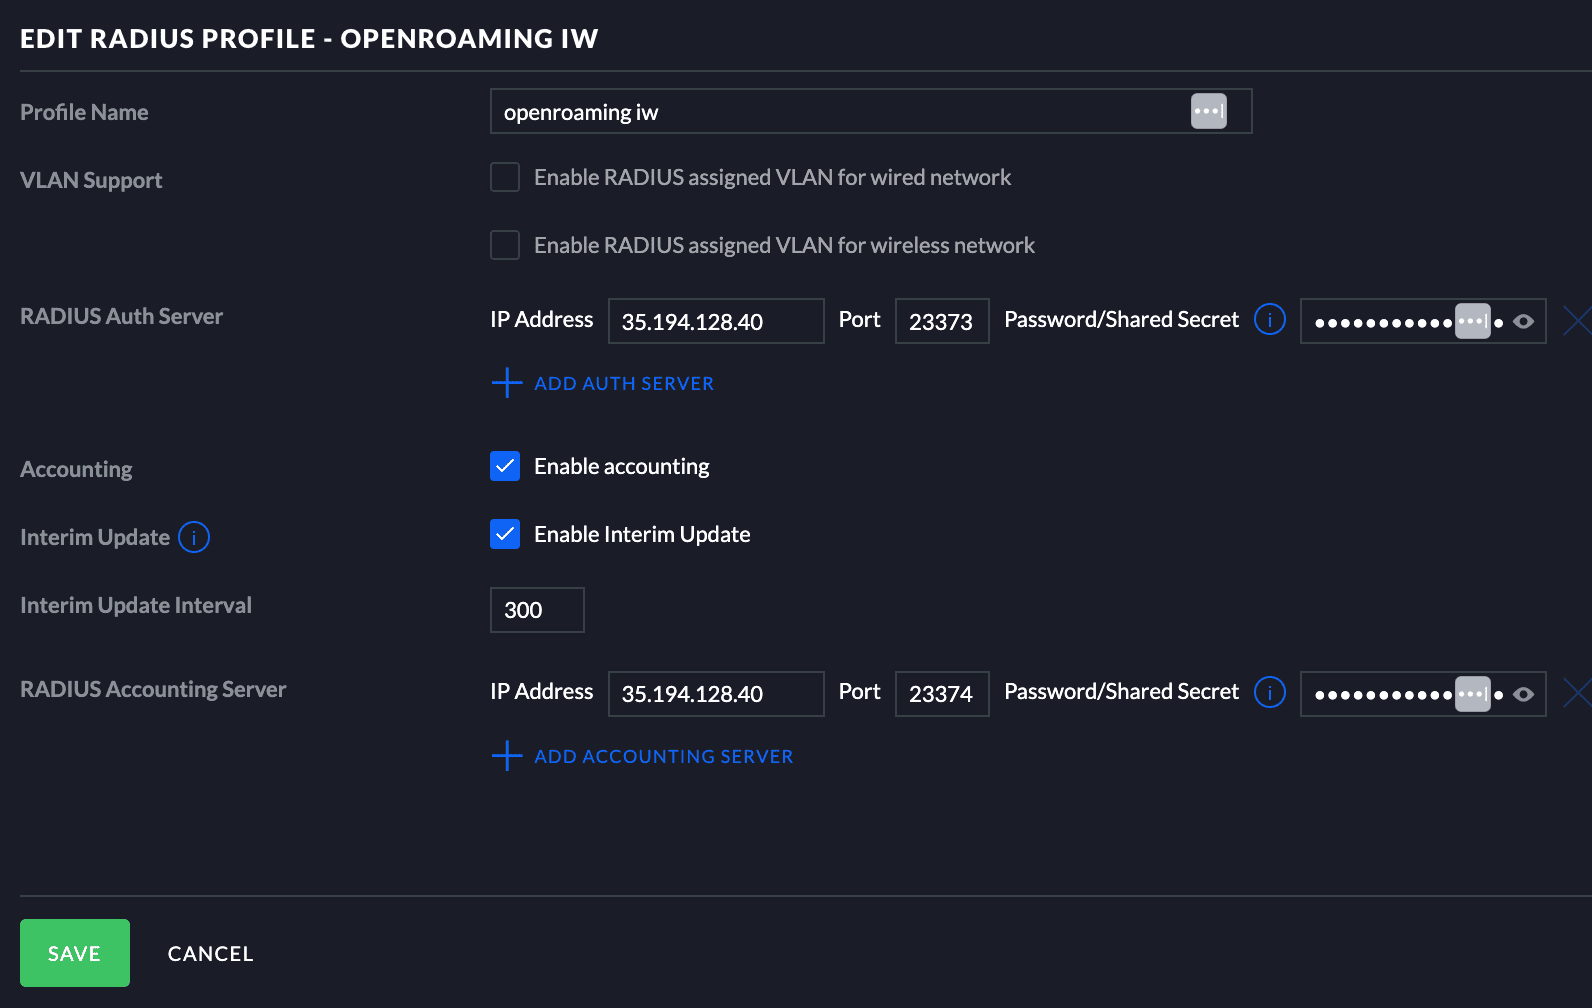 EDIT RADIUS PROFILE - OPENROAMING IW
Profile Name
openroaming iw
VLAN Support
Enable RADIUS assigned VLAN for wired network
Enable RADIUS assigned VLAN for wireless network
RADIUS Auth Server
IP Address 35.194.128.40 Port 23373 Password/Shared Secret
ADD AUTH SERVER
Accounting
Enable accounting
Interim Update
Enable Interim Update
Interim Update Interval
300
RADIUS Accounting Server
IP Address 35.194.128.40 Port 23374 Password/Shared Secret
ADD ACCOUNTING SERVER
SAVE CANCEL